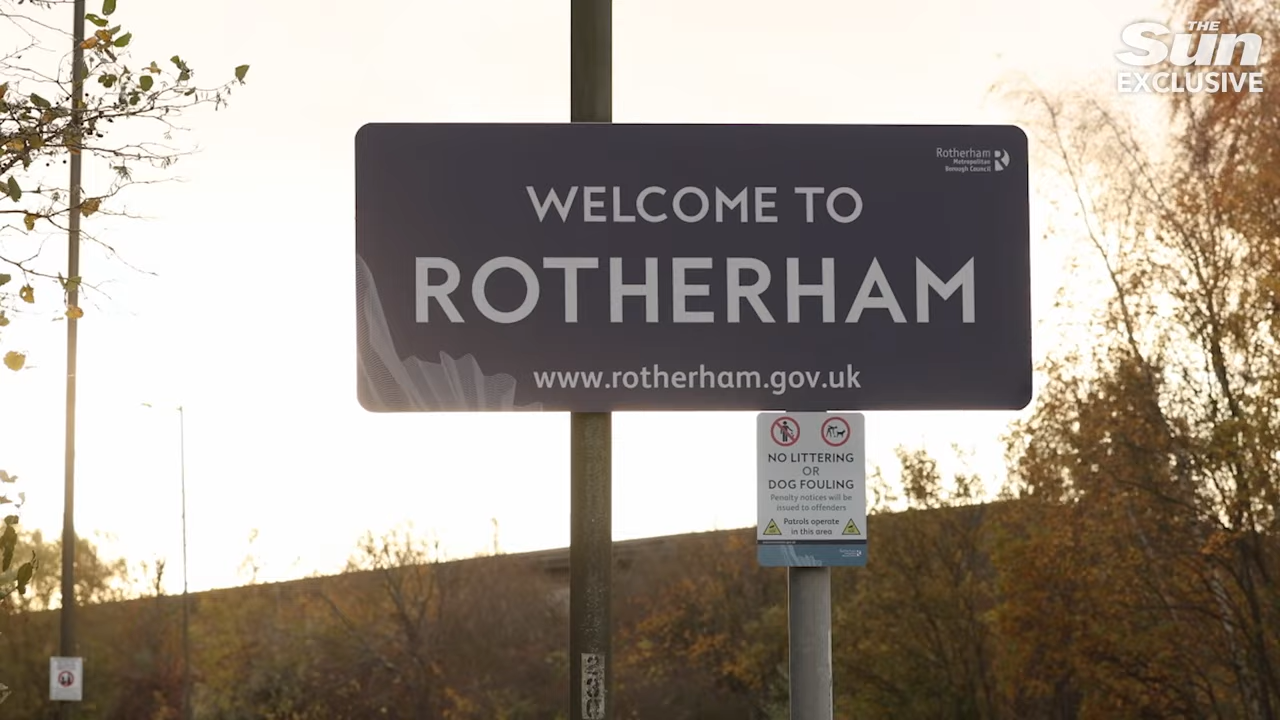 THE
Sun
EXCLUSIVE
Rotherham
Metropolitan
Borough Council
WELCOME TO
ROTHERHAM
www.rotherham.gov.uk
NO LITTERING
OR
DOG FOULING
Penalty notices will be
issued to offenders
Patrols operate
in this area